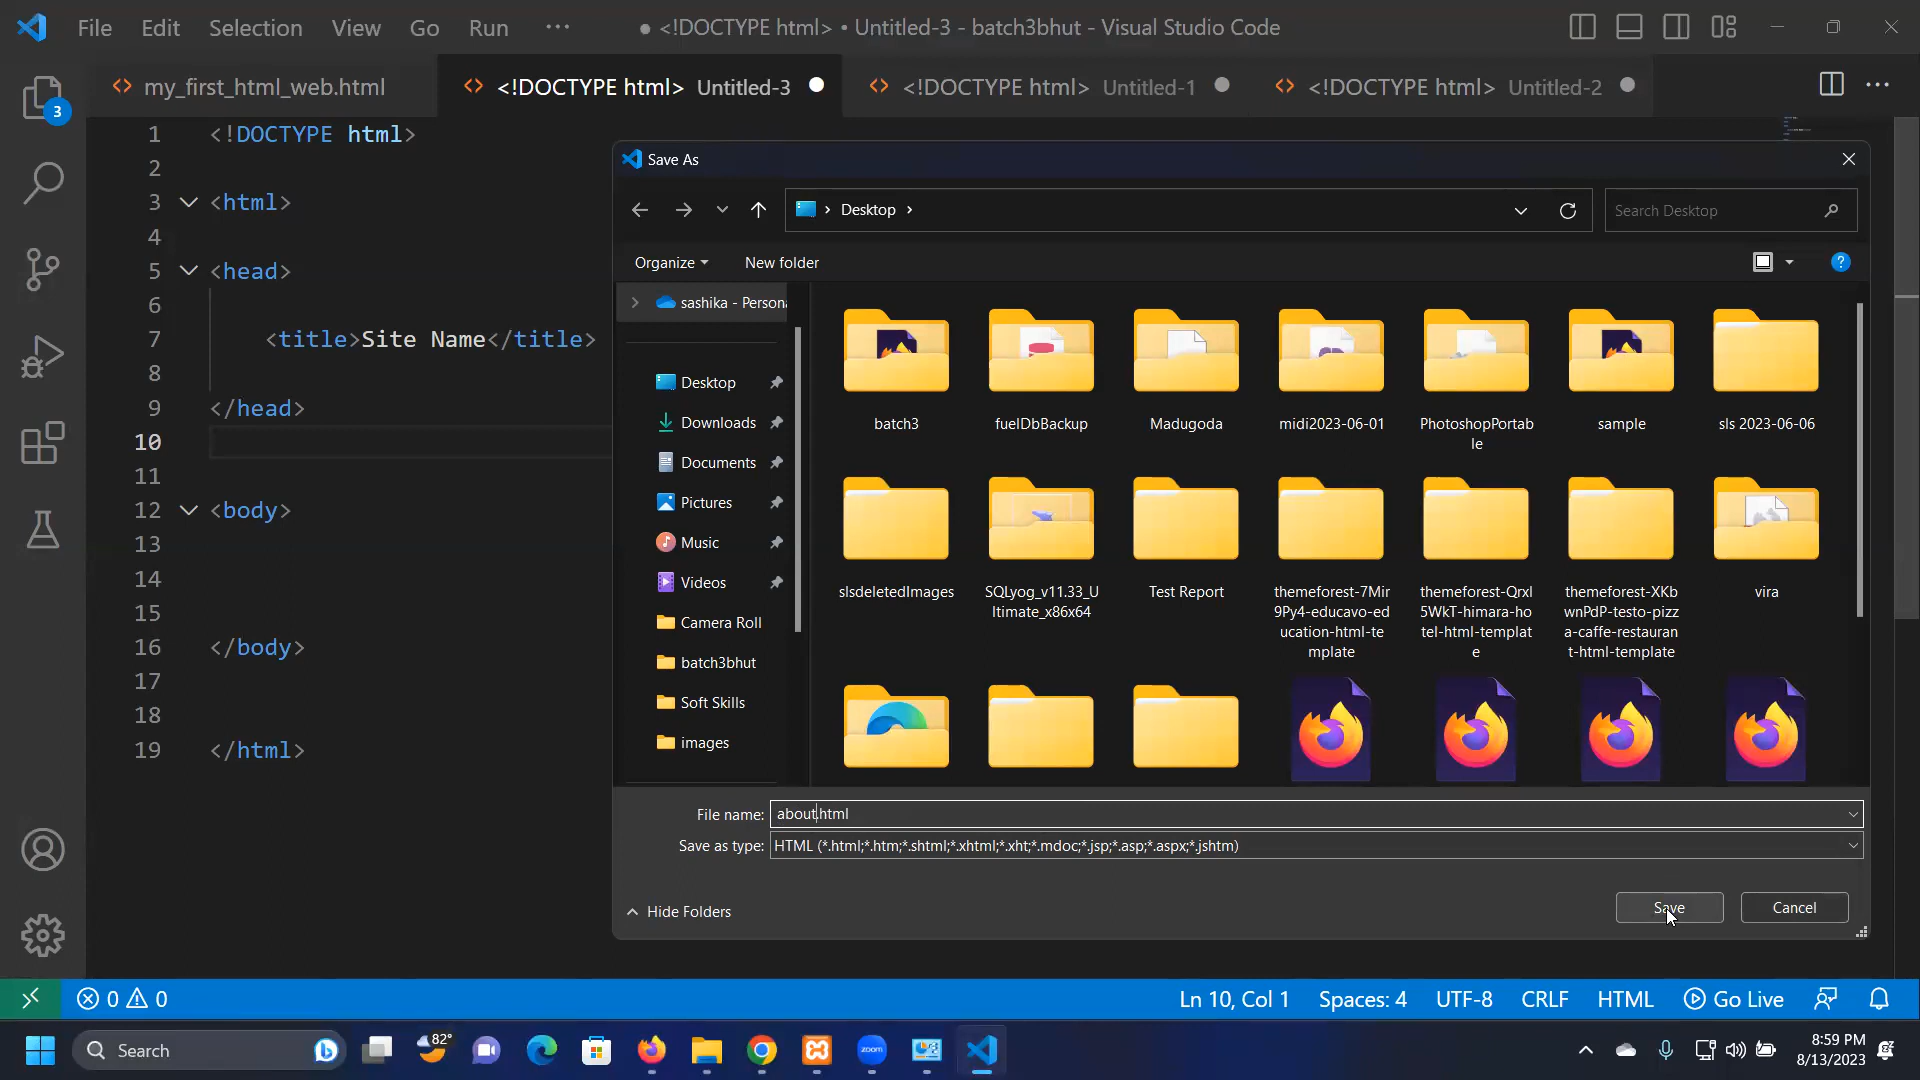 File Edit Selection View Go Run ··· ● <!DOCTYPE html> • Untitled-3 - batch3bhut - Visual Studio Code
my_first_html_web.html <!DOCTYPE html> Untitled-3 <!DOCTYPE html> Untitled-1 <!DOCTYPE html> Untitled-2
3
1 <!DOCTYPE html>
2
3 <html>
4
5 <head>
6
7 <title>Site Name</title>
8
9 </head>
10
11
12 <body>
13
14
15
16 </body>
17
18
19 </html>
Save As
Desktop
Search Desktop
Organize New folder
sashika - Persona
Desktop
Downloads
Documents
Pictures
Music
Videos
Camera Roll
batch3bhut
Soft Skills
images
batch3 fuelDbBackup Madugoda midi2023-06-01 PhotoshopPortab sample sls 2023-06-06
le
slsdeletedImages SQLyog_v11.33_U Test Report themeforest-7Mir themeforest-Qrxl themeforest-XKb vira
ltimate_x86x64 9Py4-educavo-ed 5WkT-himara-ho wnPdP-testo-pizz
ucation-html-te tel-html-templat a-caffe-restauran
mplate e t-html-template
File name: about.html
Save as type: HTML (*.html;*.htm;*.shtml;*.xhtml;*.xht;*.mdoc;*.jsp;*.asp;*.aspx;*.jshtm)
Hide Folders Save Cancel
0 0 Ln 10, Col 1 Spaces: 4 UTF-8 CRLF HTML Go Live
Search 82° zoom 8:59 PM
8/13/2023